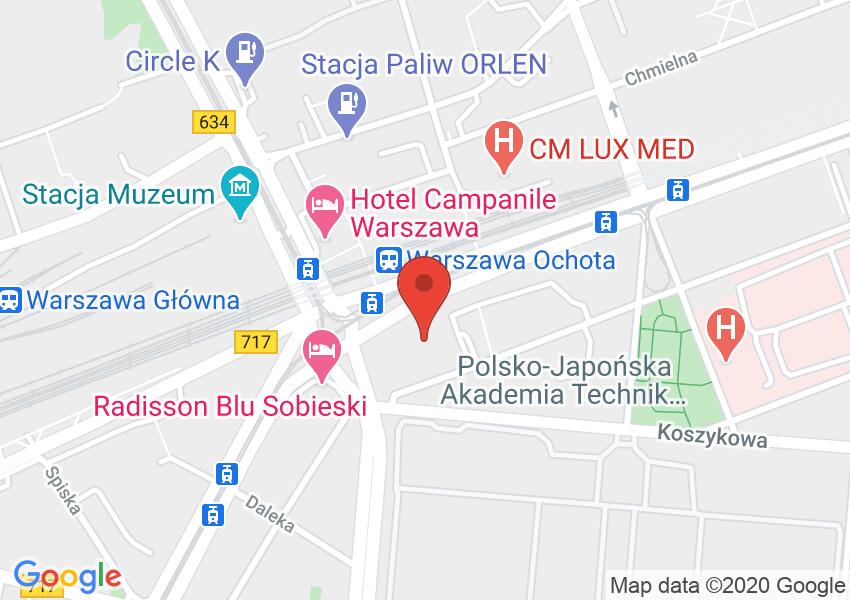 Circle K
Stacja Paliw ORLEN
Chmielna
634
H
CM LUX MED
Stacja Muzeum
M
Hotel Campanile
Warszawa
Warszawa Ochota
Warszawa Główna
717
H
Polsko-Japońska
Akademia Technik...
Radisson Blu Sobieski
Koszykowa
Spiska
Daleka
Google
717
Map data ©2020 Google